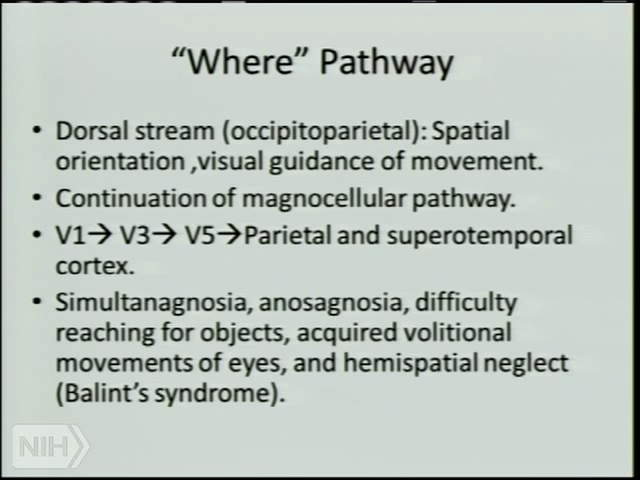 “Where” Pathway
• Dorsal stream (occipitoparietal): Spatial
orientation ,visual guidance of movement.
• Continuation of magnocellular pathway.
• V1→ V3→ V5→Parietal and superotemporal
cortex.
• Simultanagnosia, anosagnosia, difficulty
reaching for objects, acquired volitional
movements of eyes, and hemispatial neglect
(Balint’s syndrome).
NIH